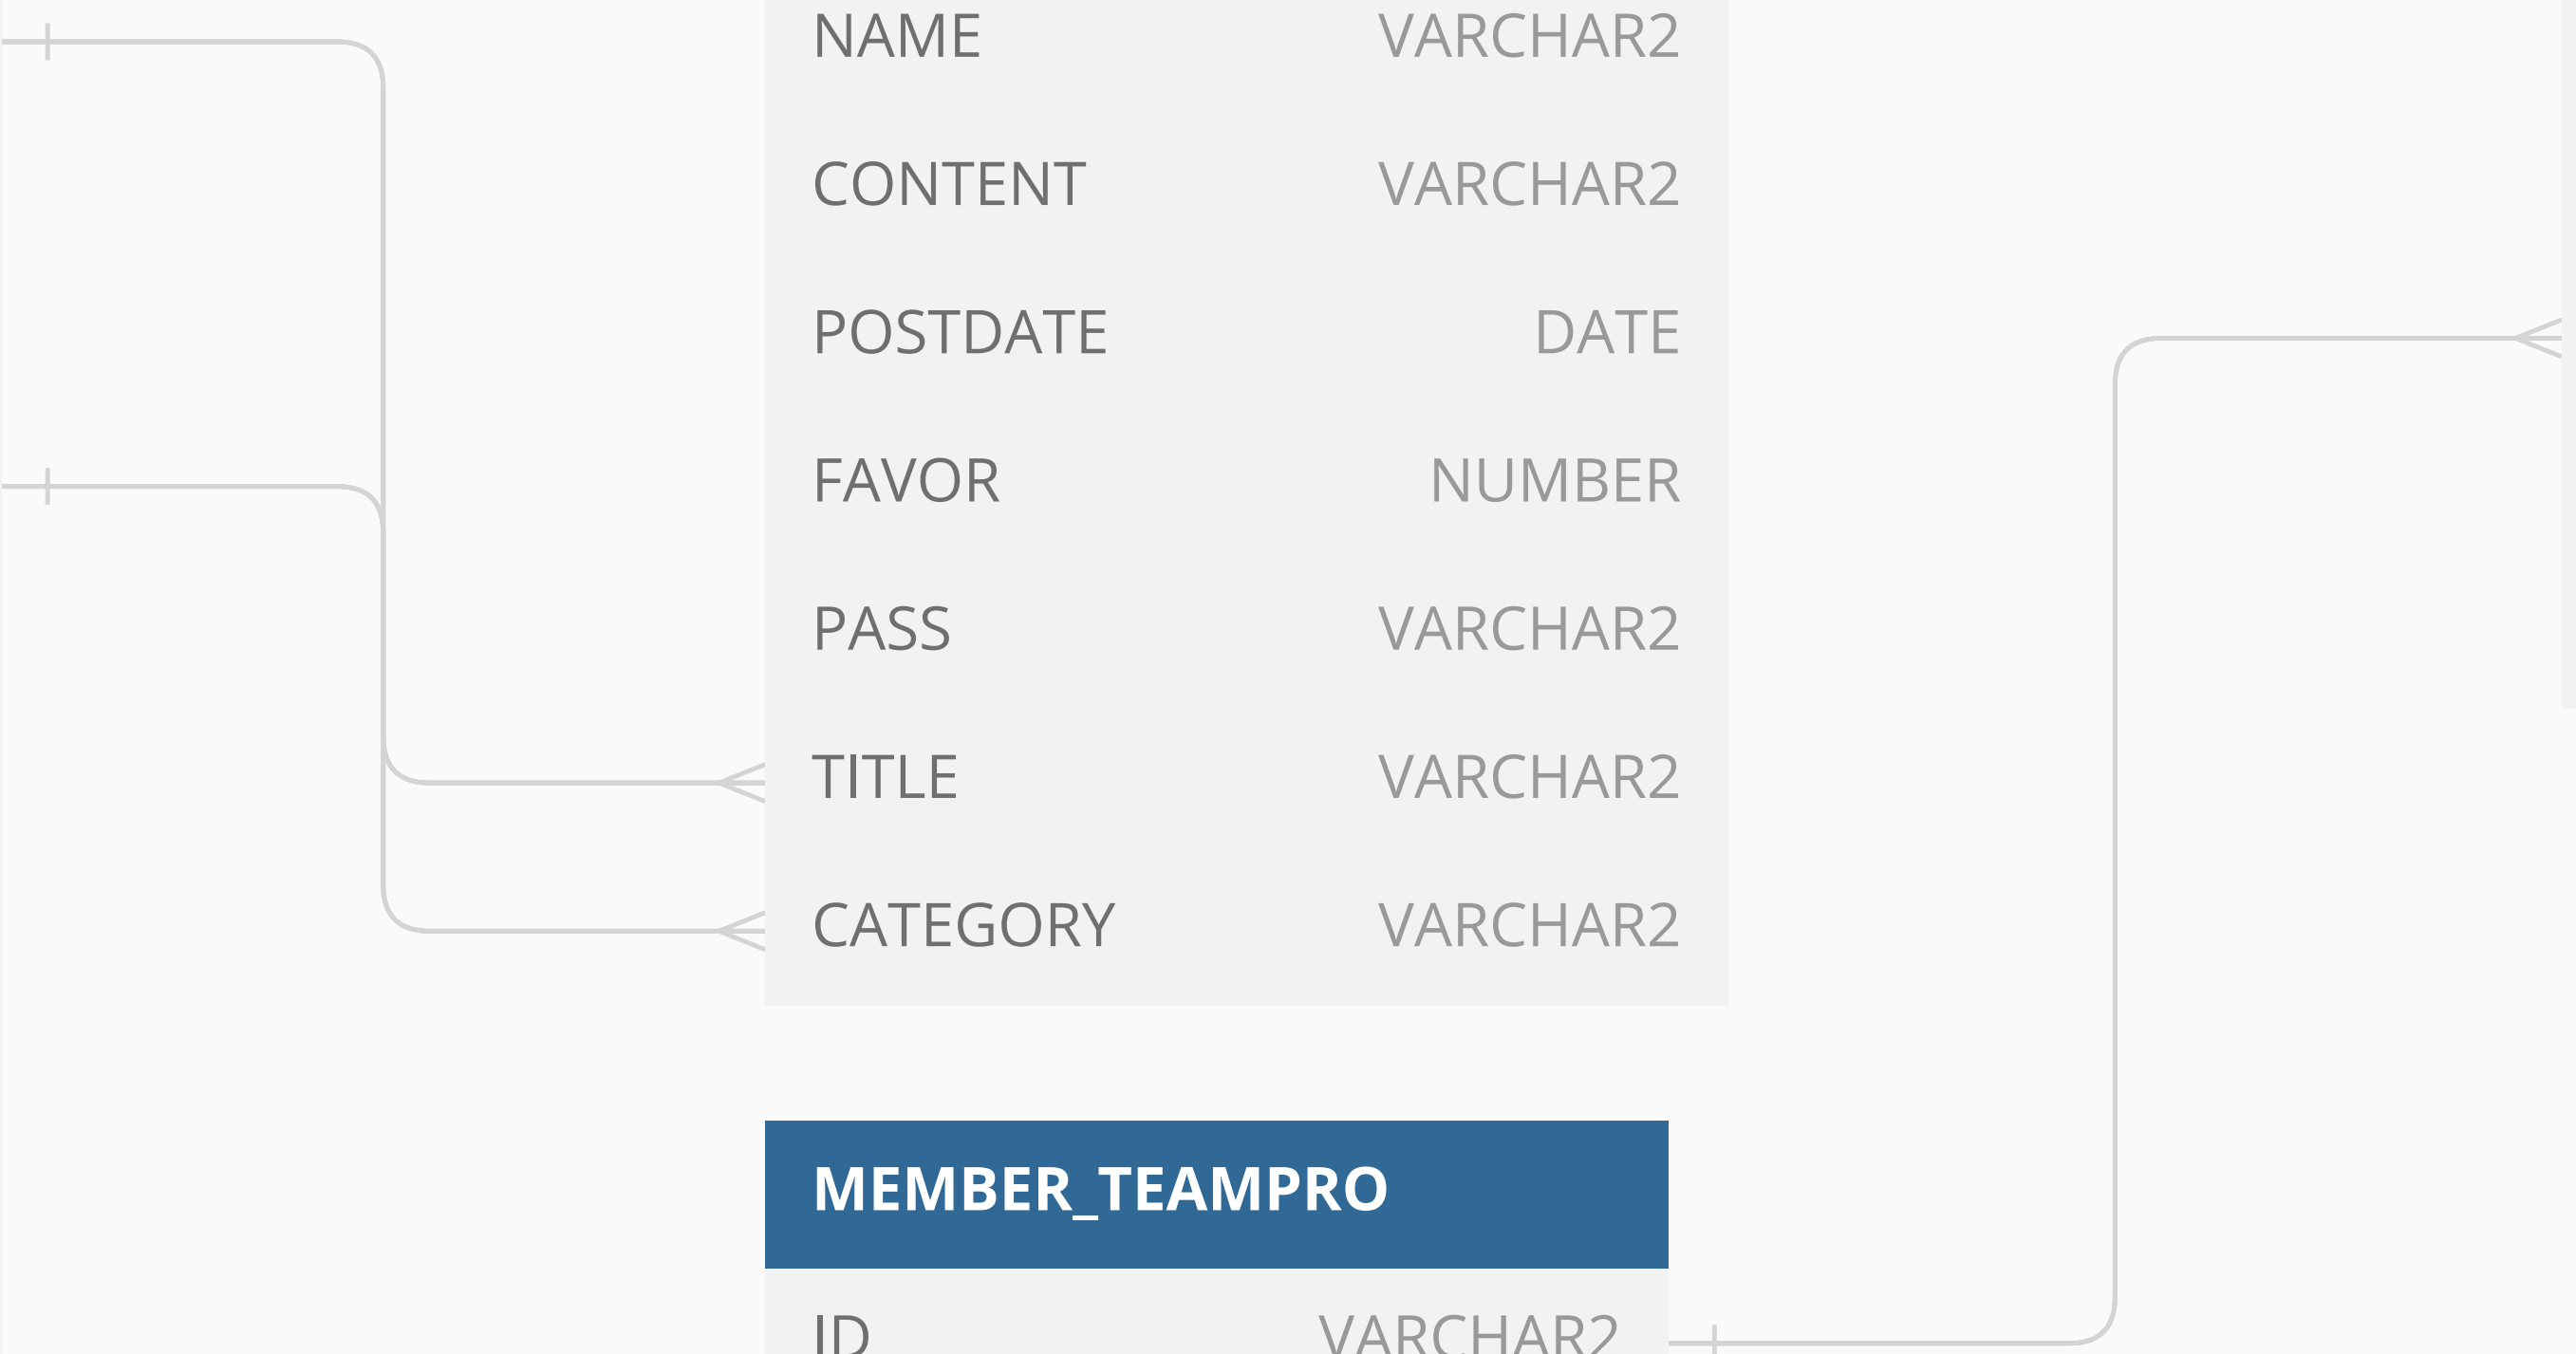 NAME VARCHAR2
CONTENT VARCHAR2
POSTDATE DATE
FAVOR NUMBER
PASS VARCHAR2
TITLE VARCHAR2
CATEGORY VARCHAR2
MEMBER_TEAMPRO
ID VARCHAR2